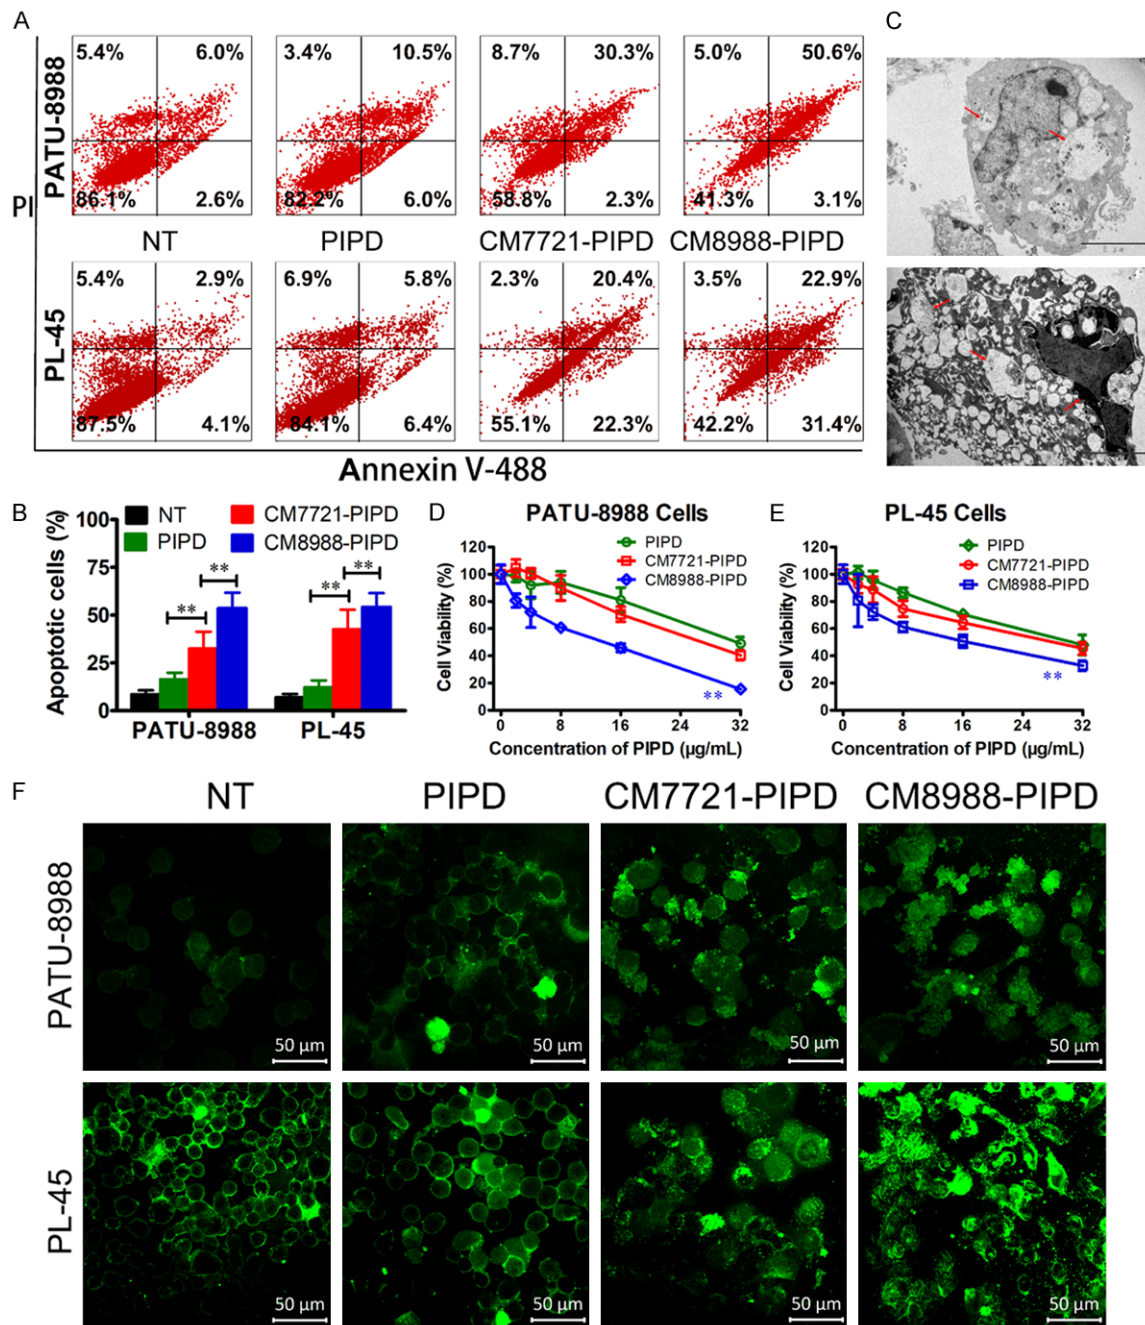 A
C
PATU-8988
5.4% 6.0% 3.4% 10.5% 8.7% 30.3% 5.0% 50.6%
86.1% 2.6% 82.2% 6.0% 58.8% 2.3% 41.3% 3.1%
PI
NT PIPD CM7721-PIPD CM8988-PIPD
PL-45
5.4% 2.9% 6.9% 5.8% 2.3% 20.4% 3.5% 22.9%
87.5% 4.1% 84.1% 6.4% 55.1% 22.3% 42.2% 31.4%
Annexin V-488
B
Apoptotic cells (%)
100
75
50
25
0
NT CM7721-PIPD
PIPD CM8988-PIPD
** ** ** **
PATU-8988 PL-45
D
PATU-8988 Cells
Cell Viability (%)
120
100
80
60
40
20
0
PIPD
CM7721-PIPD
CM8988-PIPD
**
0 8 16 24 32
Concentration of PIPD (µg/mL)
E
PL-45 Cells
Cell Viability (%)
120
100
80
60
40
20
0
PIPD
CM7721-PIPD
CM8988-PIPD
**
0 8 16 24 32
Concentration of PIPD (µg/mL)
F
NT PIPD CM7721-PIPD CM8988-PIPD
PATU-8988
50 µm 50 µm 50 µm 50 µm
PL-45
50 µm 50 µm 50 µm 50 µm